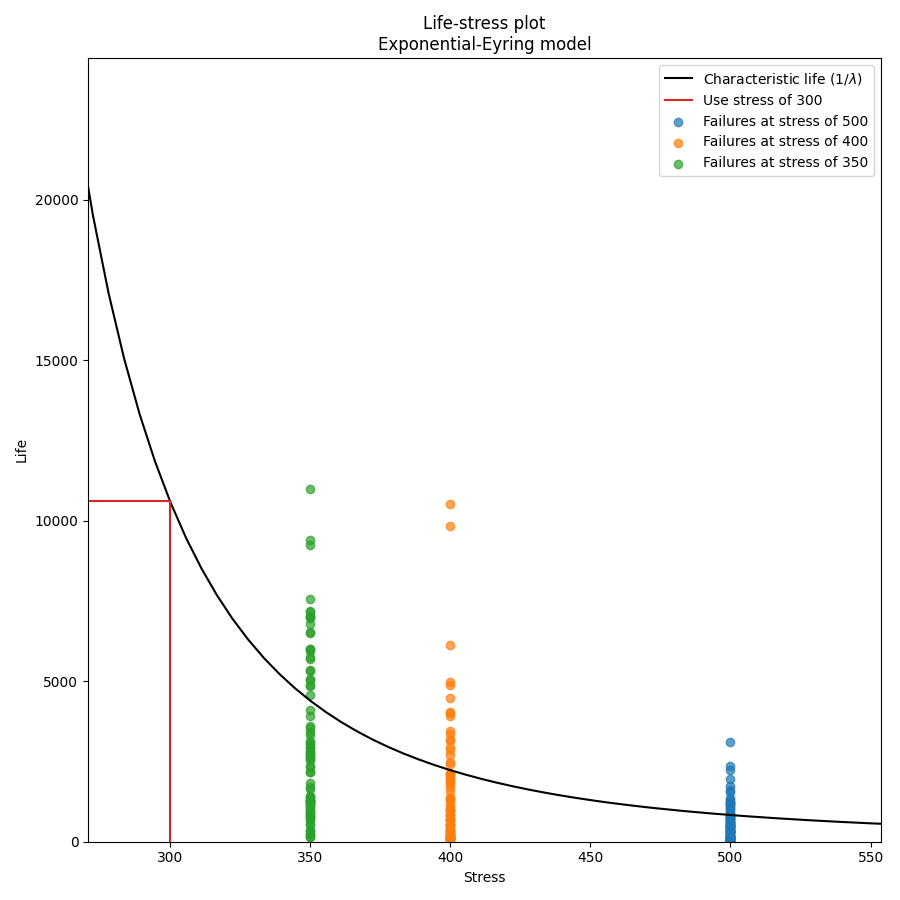 Life-stress plot
Exponential-Eyring model
Characteristic life (1/λ)
Use stress of 300
Failures at stress of 500
Failures at stress of 400
Failures at stress of 350
20000
15000
10000
5000
0
Life
300 350 400 450 500 550
Stress